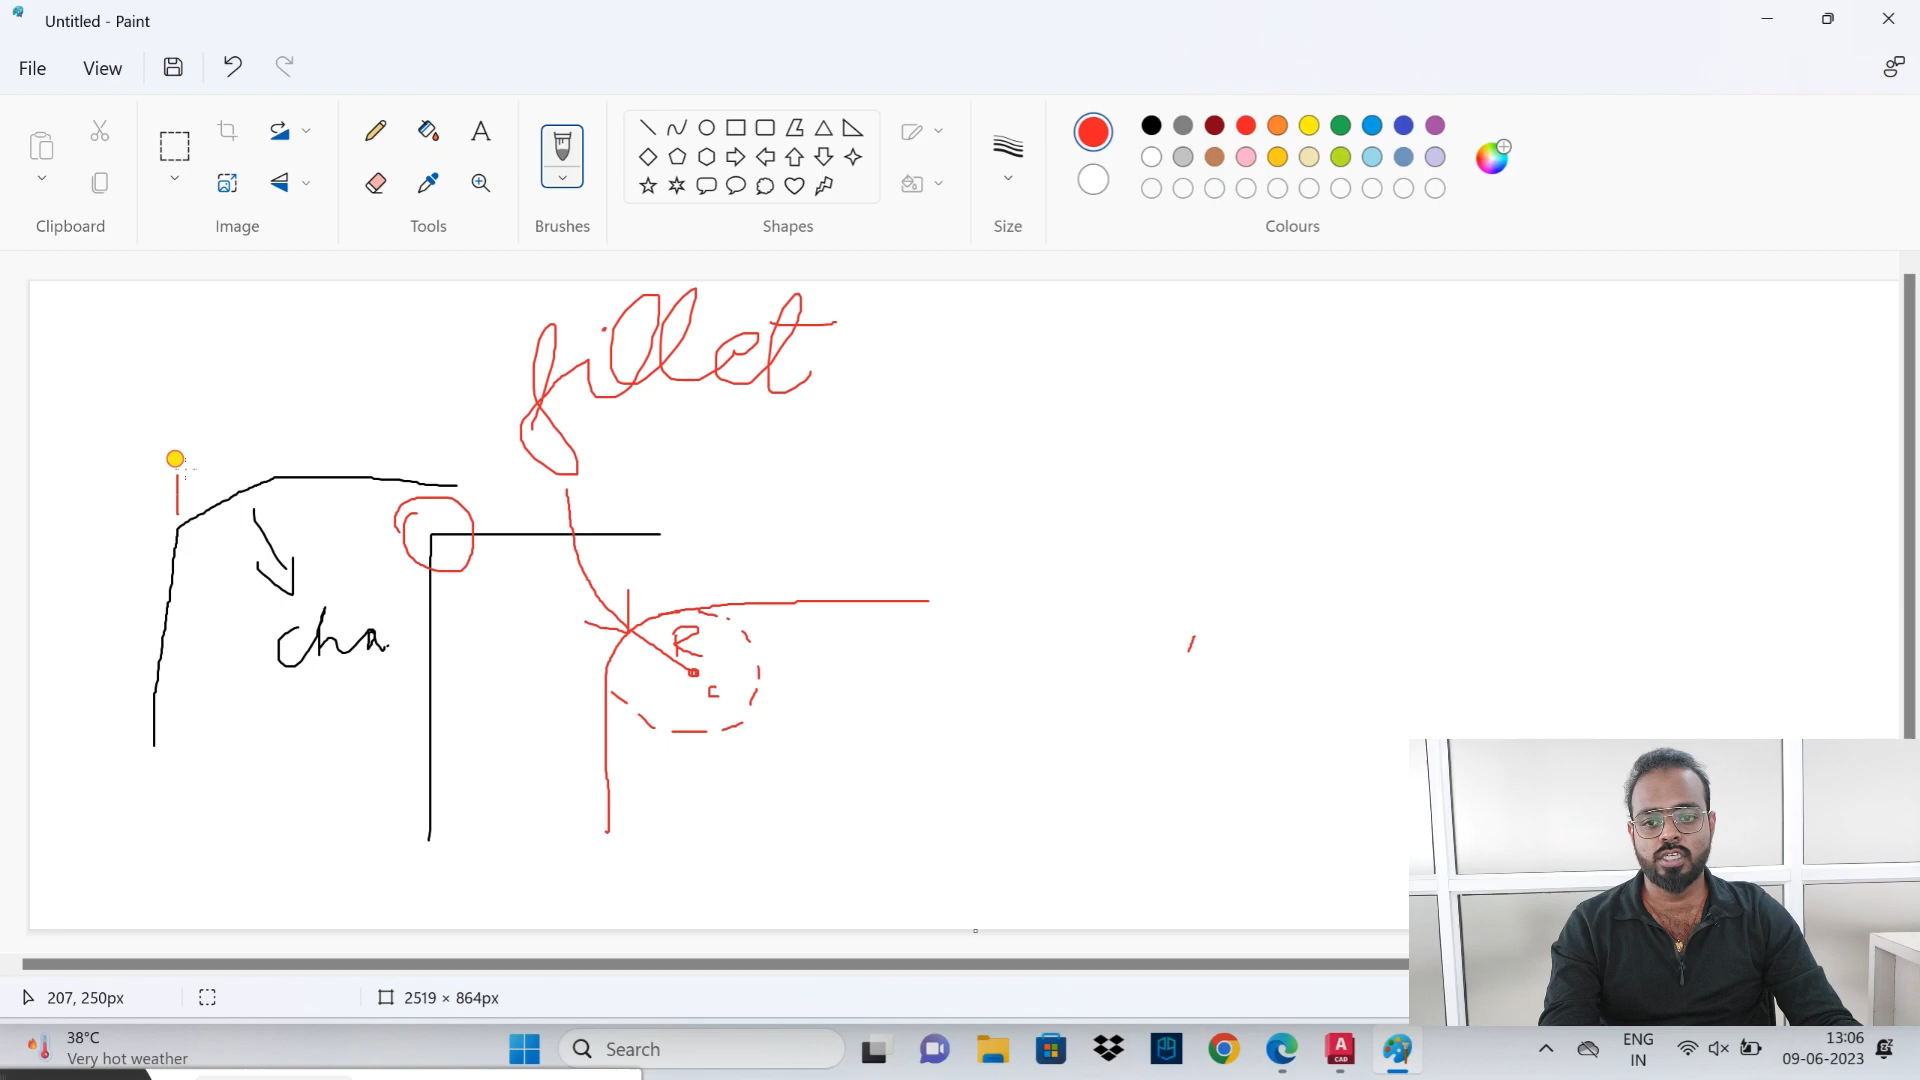 Untitled - Paint
File View
Clipboard Image Tools Brushes Shapes Size Colours
fillet
R
c
cha
207, 250px 2519 × 864px
38°C
Very hot weather
Search
A
CAD
ENG
IN
13:06
09-06-2023